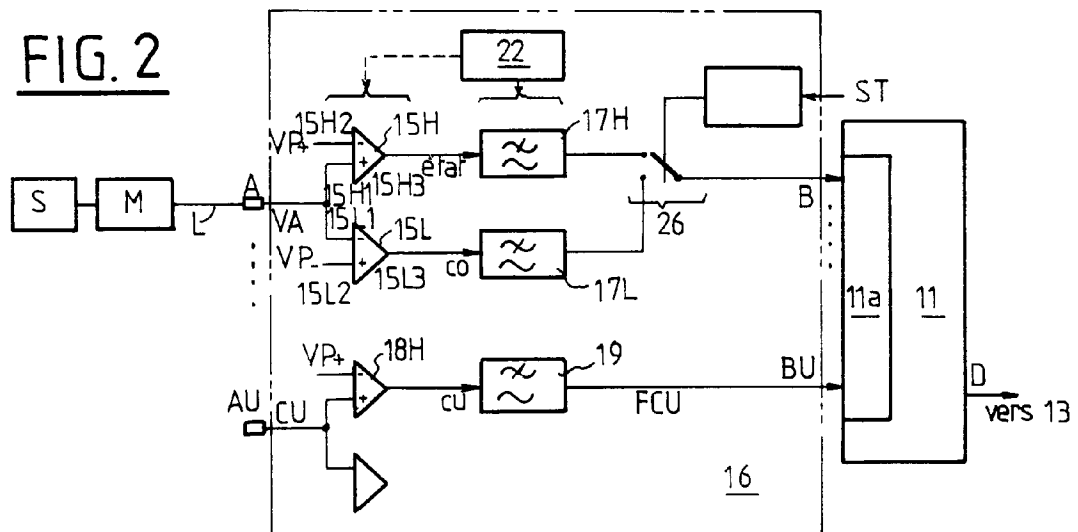 FIG. 2
22
ST
15H2
15H
17H
VP+
éfar
15H3
A
S
M
L
VA
15H1
15L1
B
26
15L
VP-
co
15L3
15L2
17L
11a
11
18H
19
VP+
BU
D
AU
CU
cu
FCU
vers 13
16